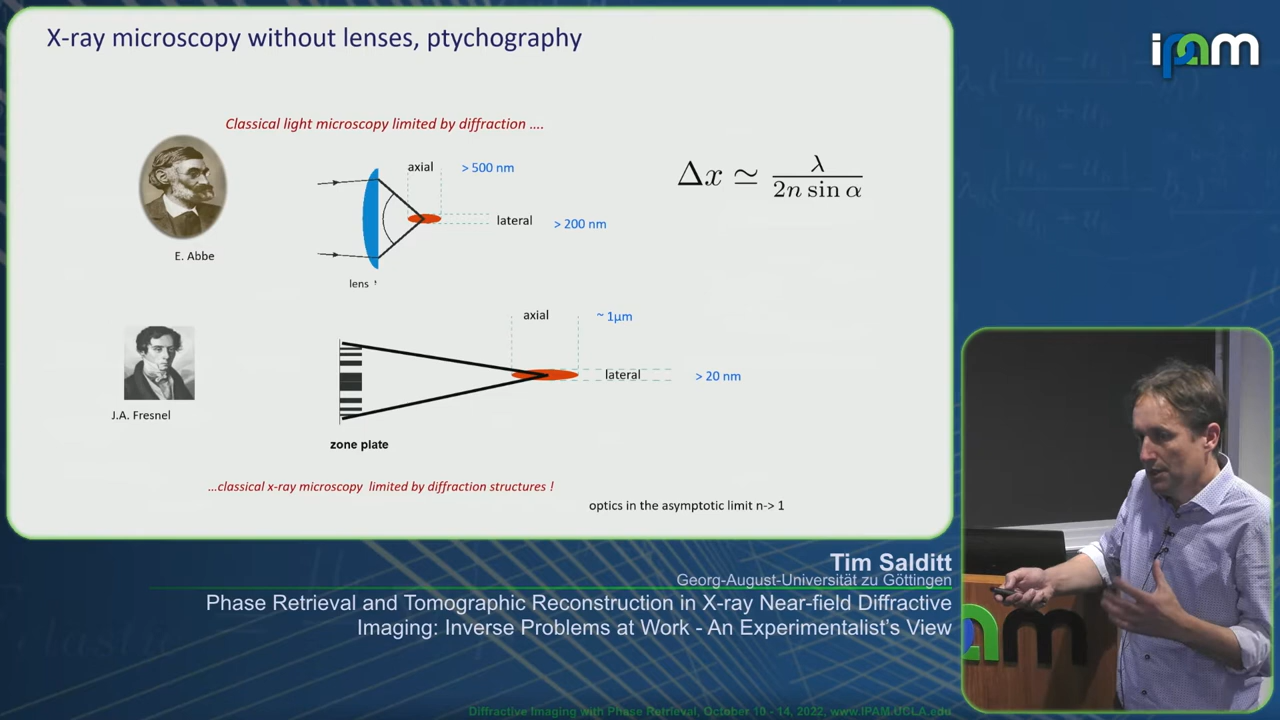 X-ray microscopy without lenses, ptychography
ipam
Classical light microscopy limited by diffraction ....
axial
> 500 nm
Δx ≃ λ / 2n sin α
lateral
> 200 nm
E. Abbe
lens
axial
~ 1µm
lateral
> 20 nm
J.A. Fresnel
zone plate
...classical x-ray microscopy limited by diffraction structures !
optics in the asymptotic limit n-> 1
Tim Salditt
Georg-August-Universität zu Göttingen
Phase Retrieval and Tomographic Reconstruction in X-ray Near-field Diffractive
Imaging: Inverse Problems at Work - An Experimentalist's View
am
Diffractive Imaging with Phase Retrieval, October 10 - 14, 2022, www.IPAM.UCLA.edu